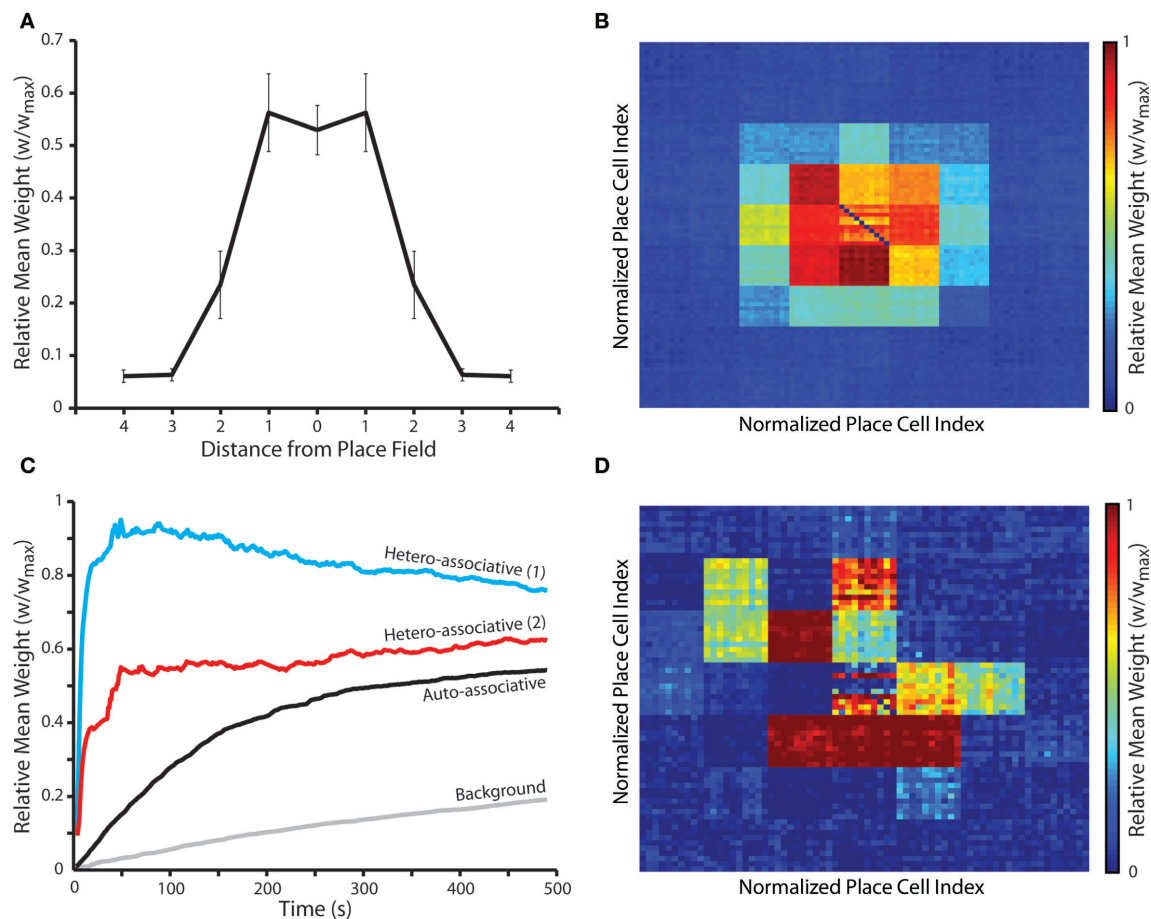 A
Relative Mean Weight (w/wmax)
0.7
0.6
0.5
0.4
0.3
0.2
0.1
0
4 3 2 1 0 1 2 3 4
Distance from Place Field
B
Normalized Place Cell Index
Normalized Place Cell Index
1
0
Relative Mean Weight (w/wmax)
C
Relative Mean Weight (w/wmax)
1
0.8
0.6
0.4
0.2
0
Hetero-associative (1)
Hetero-associative (2)
Auto-associative
Background
0 100 200 300 400 500
Time (s)
D
Normalized Place Cell Index
Normalized Place Cell Index
1
0
Relative Mean Weight (w/wmax)